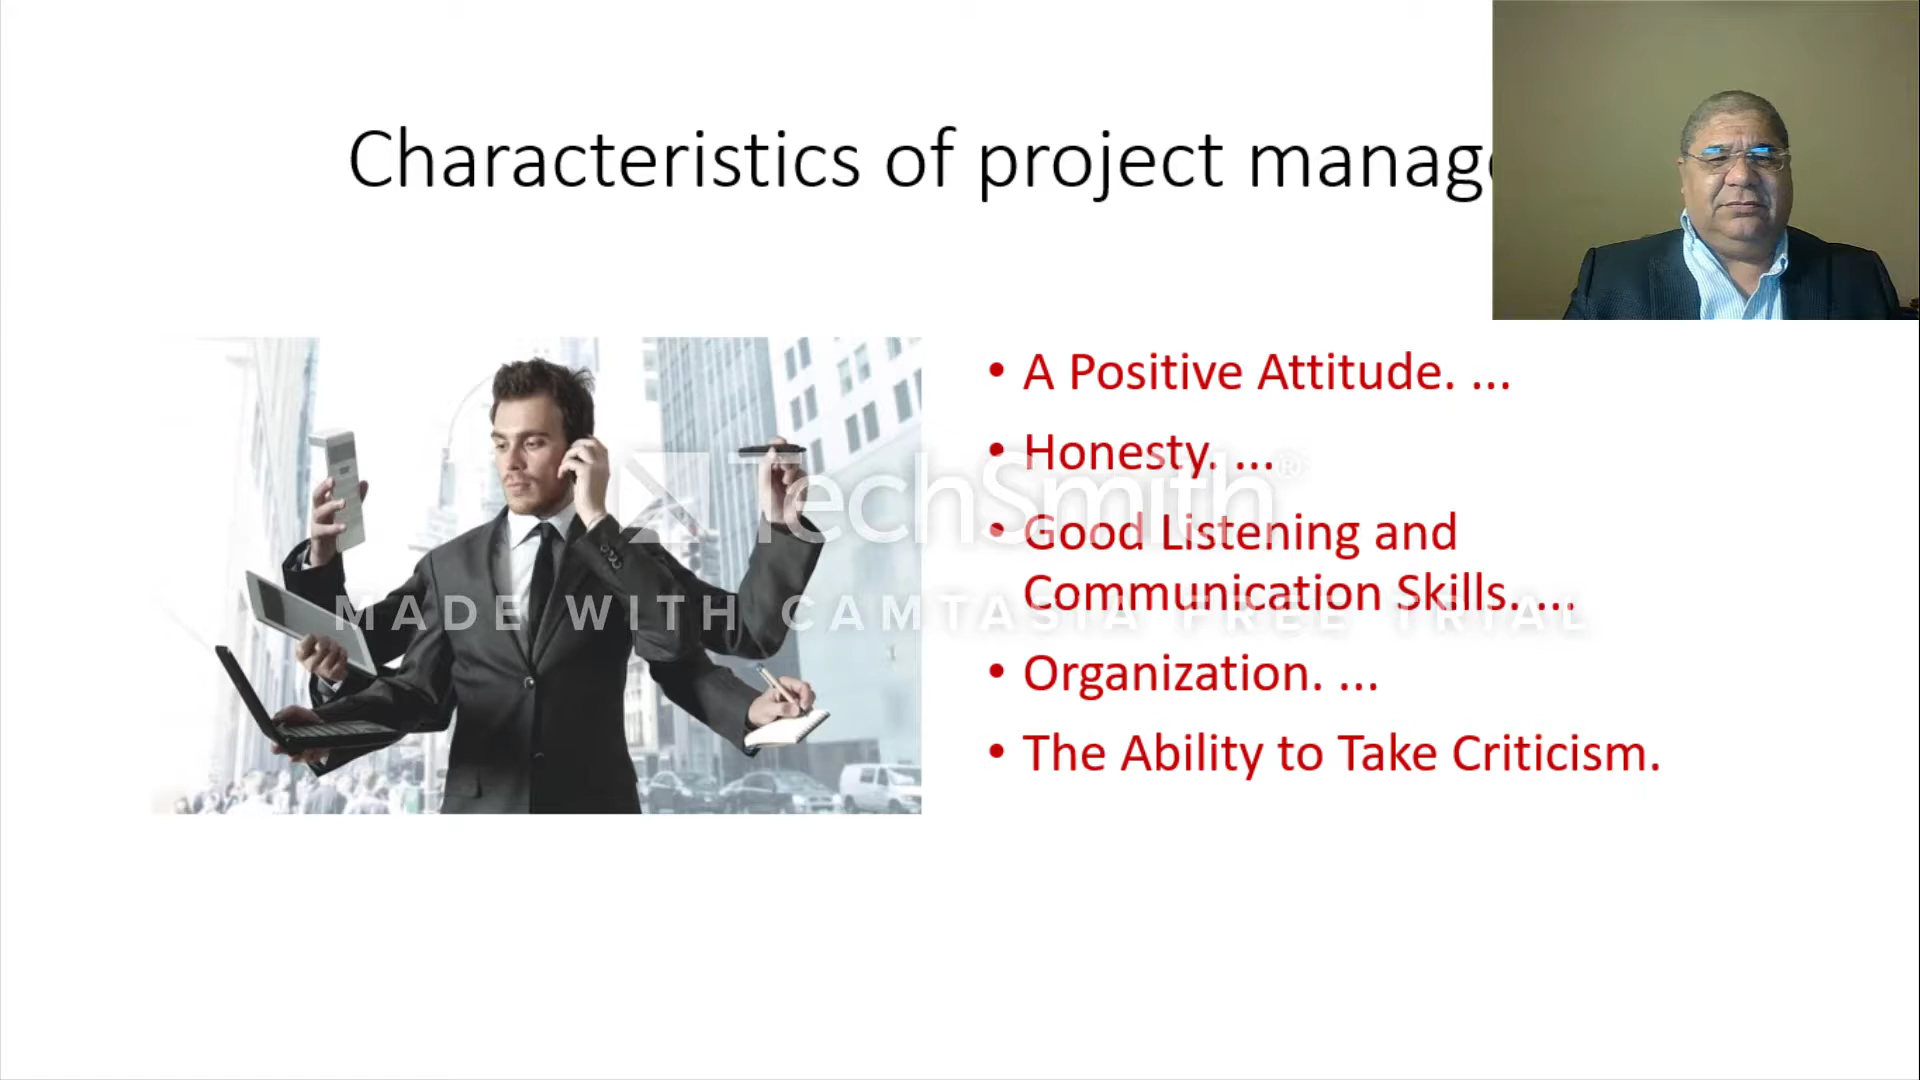 Characteristics of project manage
• A Positive Attitude. ...
• Honesty. ...
TechSmith®
• Good Listening and
Communication Skills. ...
MADE WITH CAMTASIA FREE TRIAL
• Organization. ...
• The Ability to Take Criticism.